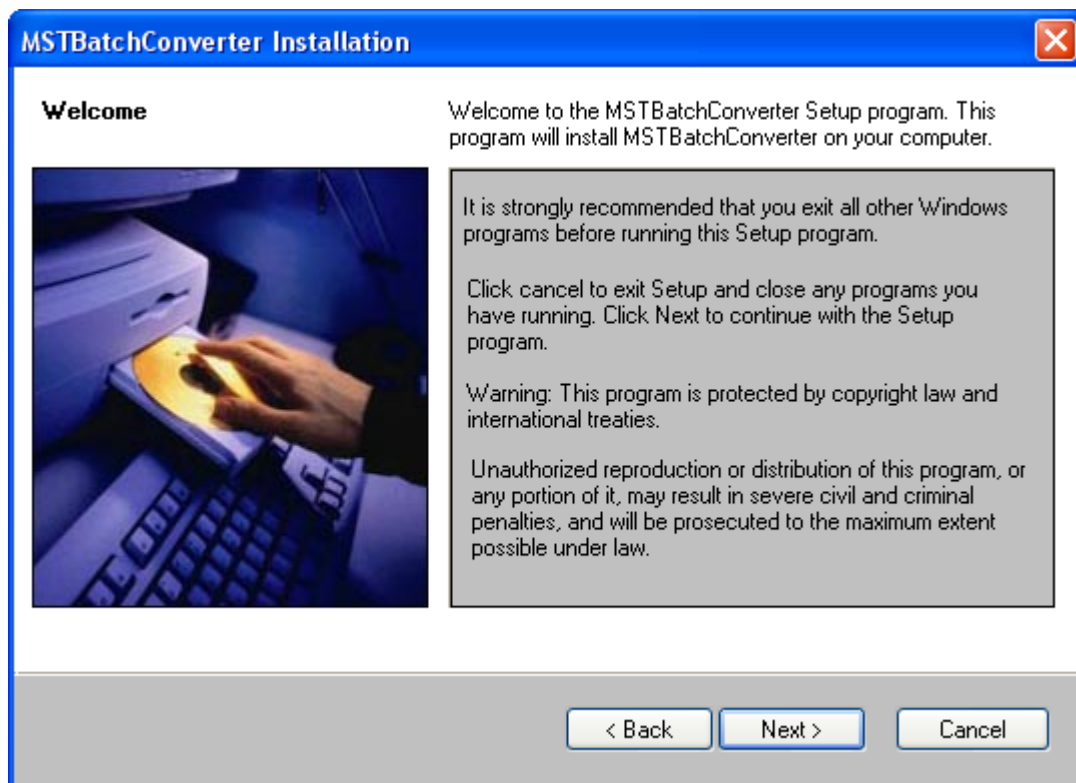 MSTBatchConverter Installation
Welcome
Welcome to the MSTBatchConverter Setup program. This
program will install MSTBatchConverter on your computer.
It is strongly recommended that you exit all other Windows
programs before running this Setup program.
Click cancel to exit Setup and close any programs you
have running. Click Next to continue with the Setup
program.
Warning: This program is protected by copyright law and
international treaties.
Unauthorized reproduction or distribution of this program, or
any portion of it, may result in severe civil and criminal
penalties, and will be prosecuted to the maximum extent
possible under law.
< Back
Next >
Cancel